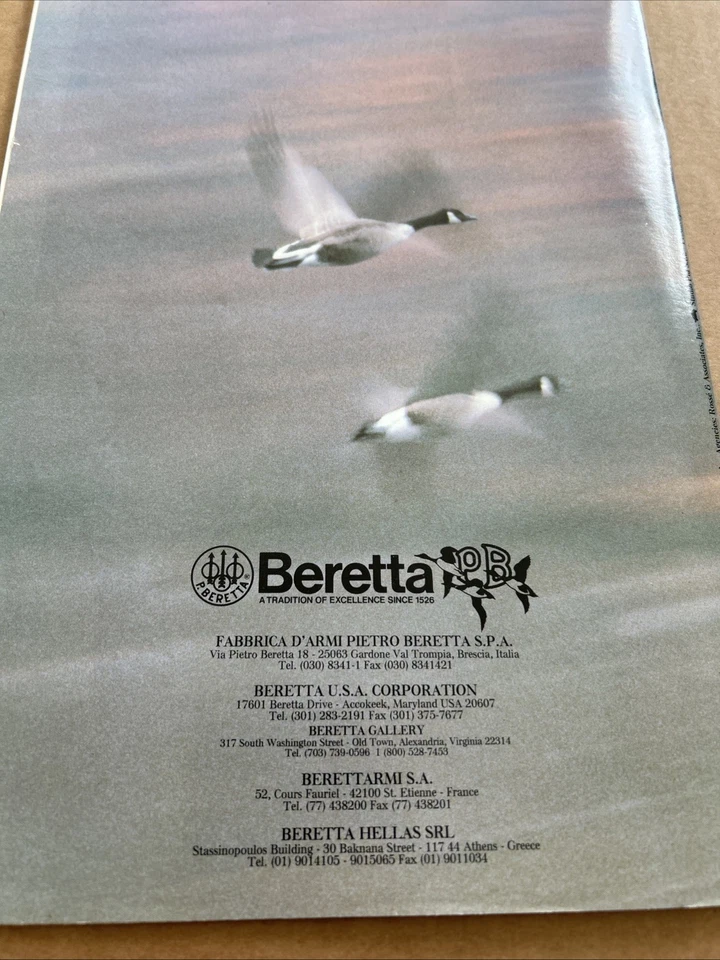 P. BERETTA ®
Beretta PB
A TRADITION OF EXCELLENCE SINCE 1526
FABBRICA D'ARMI PIETRO BERETTA S.P.A.
Via Pietro Beretta 18 - 25063 Gardone Val Trompia, Brescia, Italia
Tel. (030) 8341-1 Fax (030) 8341421
BERETTA U.S.A. CORPORATION
17601 Beretta Drive - Accokeek, Maryland USA 20607
Tel. (301) 283-2191 Fax (301) 375-7677
BERETTA GALLERY
317 South Washington Street - Old Town, Alexandria, Virginia 22314
Tel. (703) 739-0596 1 (800) 528-7453
BERETTARMI S.A.
52, Cours Fauriel - 42100 St. Etienne - France
Tel. (77) 438200 Fax (77) 438201
BERETTA HELLAS SRL
Stassinopoulos Building - 30 Baknana Street - 117 44 Athens - Greece
Tel. (01) 9014105 - 9015065 Fax (01) 9011034
& Associates, Inc.